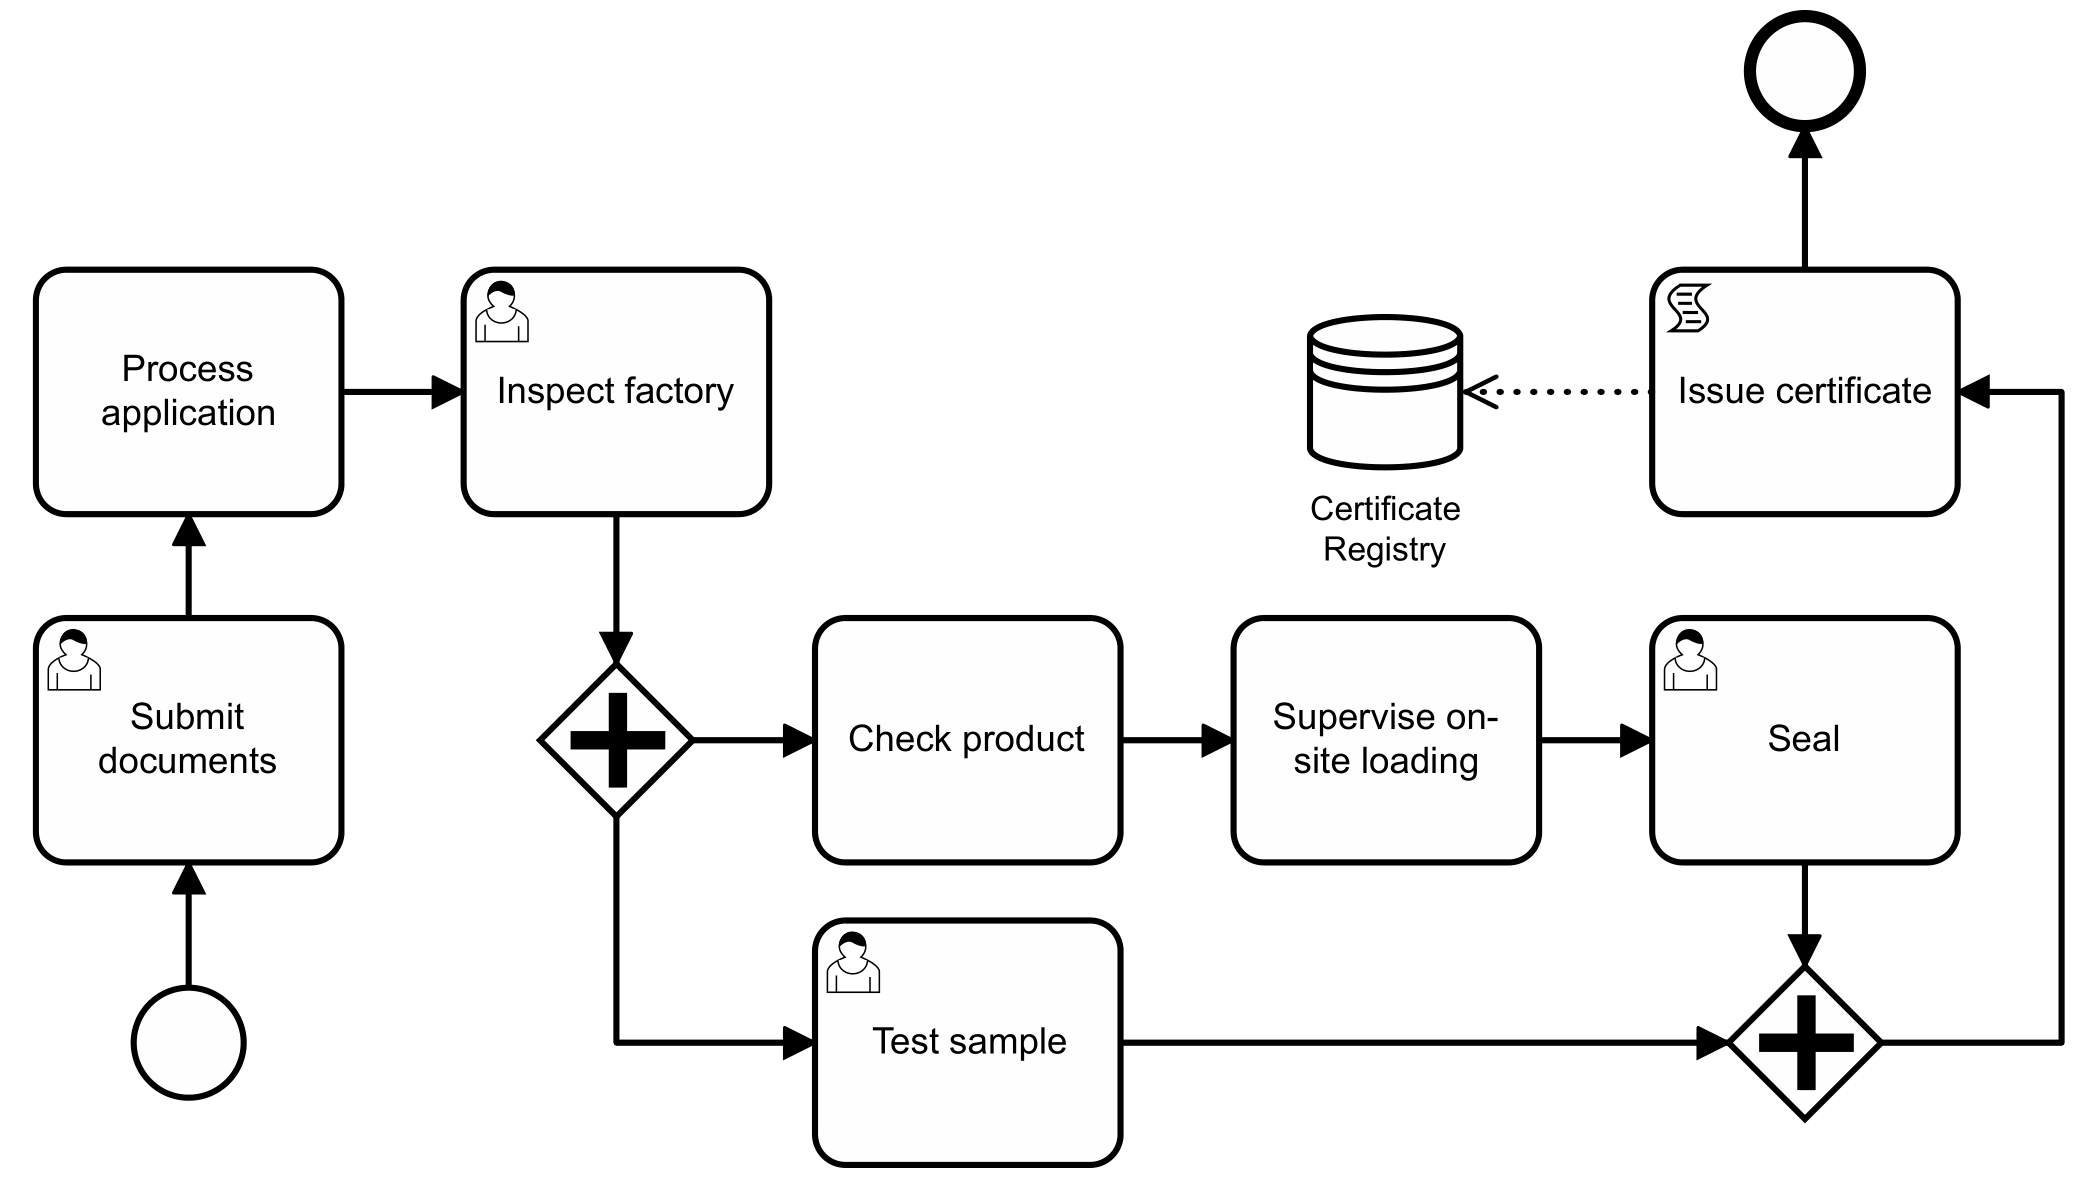 Process
application
Inspect factory
Issue certificate
Certificate
Registry
Submit
documents
Check product
Supervise on-
site loading
Seal
Test sample